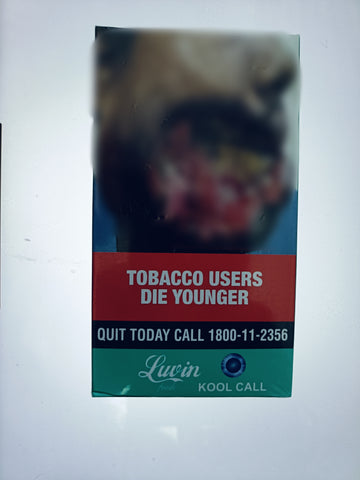 TOBACCO USERS
DIE YOUNGER
QUIT TODAY CALL 1800-11-2356
Luvin
KOOL CALL